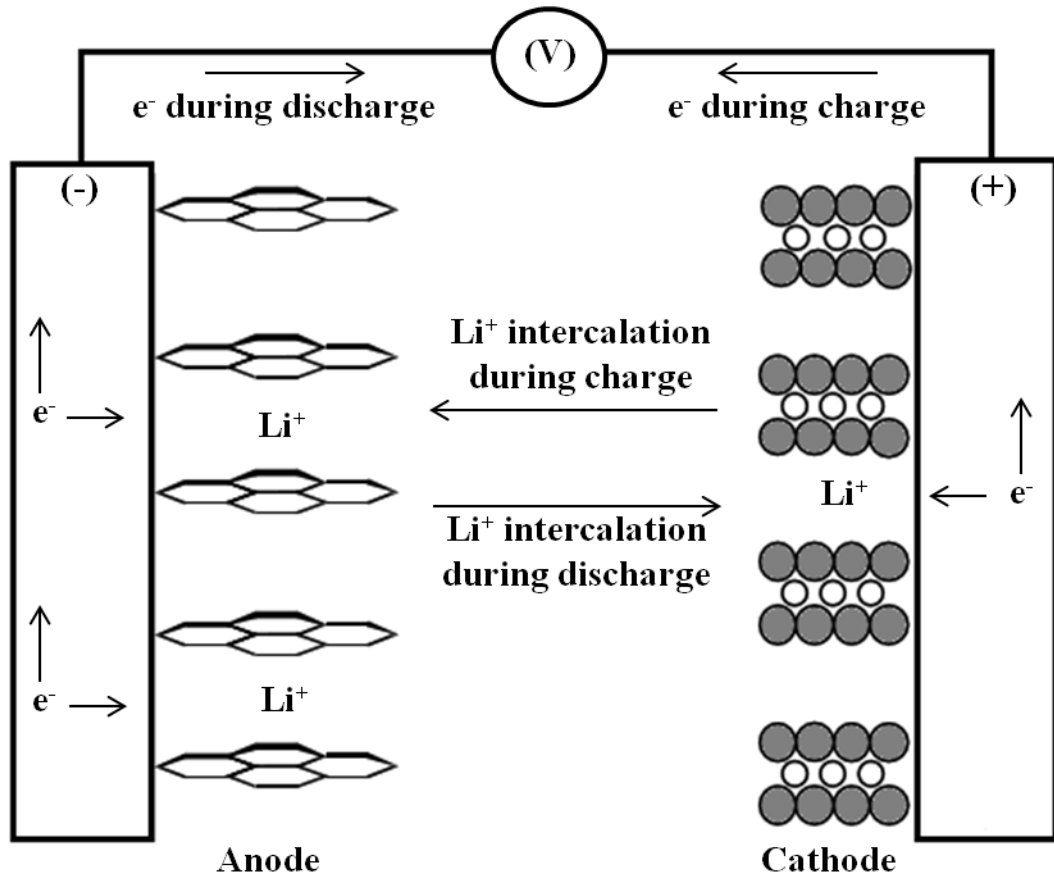 (V)
e⁻ during discharge
e⁻ during charge
(-)
(+)
Li⁺ intercalation
during charge
e⁻
Li⁺
Li⁺
e⁻
Li⁺ intercalation
during discharge
e⁻
Li⁺
Anode
Cathode